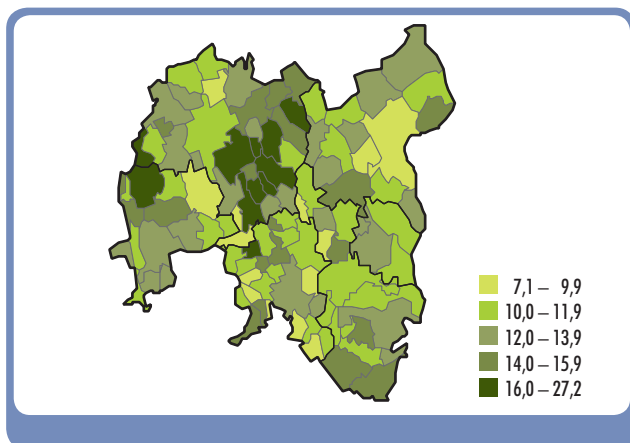 7,1 – 9,9
10,0 – 11,9
12,0 – 13,9
14,0 – 15,9
16,0 – 27,2